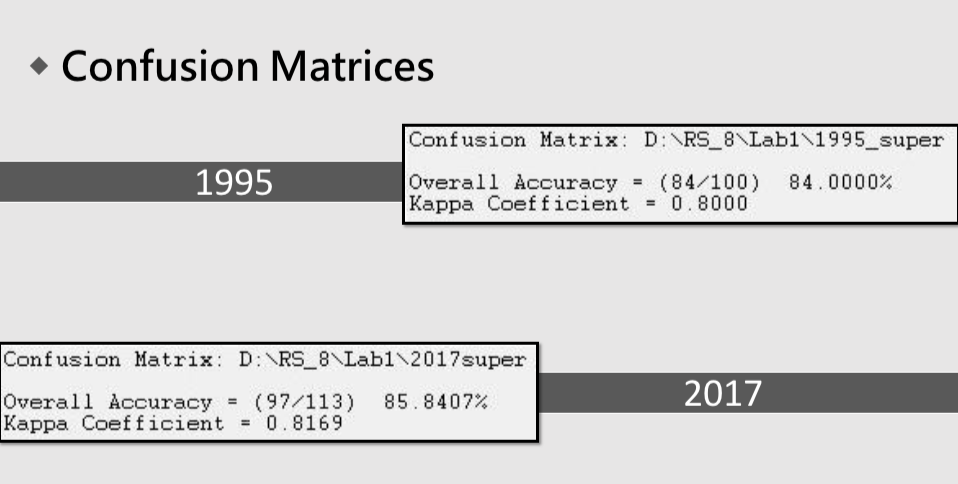 Confusion Matrices
Confusion Matrix: D:\RS_8\Lab1\1995_super
1995
Overall Accuracy = (84/100) 84.0000%
Kappa Coefficient = 0.8000
Confusion Matrix: D:\RS_8\Lab1\2017super
Overall Accuracy = (97/113) 85.8407%
Kappa Coefficient = 0.8169
2017